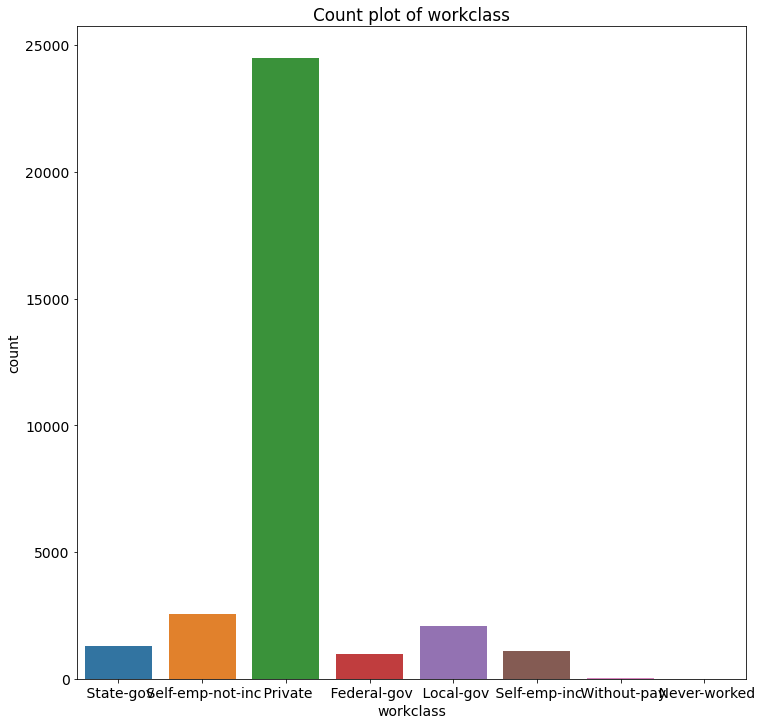 Count plot of workclass
25000
20000
15000
10000
5000
0
count
State-gov Self-emp-not-inc Private Federal-gov Local-gov Self-emp-inc Without-pay Never-worked
workclass